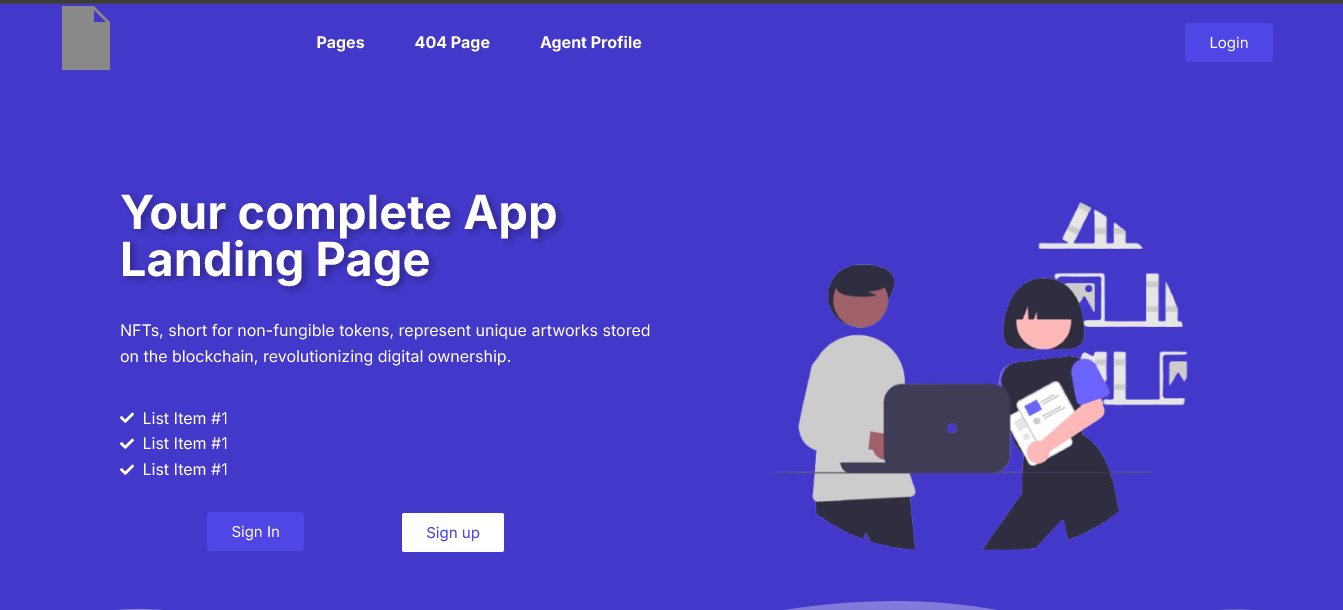 Pages
404 Page
Agent Profile
Login
Your complete App
Landing Page
NFTs, short for non-fungible tokens, represent unique artworks stored
on the blockchain, revolutionizing digital ownership.
List Item #1
List Item #1
List Item #1
Sign In
Sign up